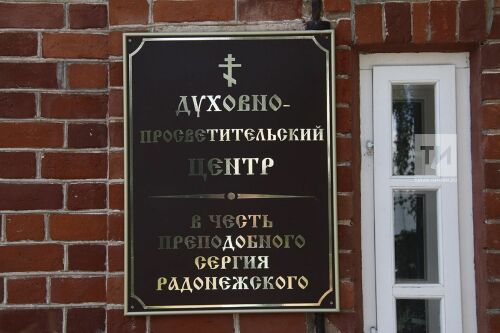 ДУХОВНО-
ПРОСВЕТИТЕЛЬСКИЙ
ЦЕНТР
В ЧЕСТЬ
ПРЕПОДОБНОГО
СЕРГИЯ
РАДОНЕЖСКОГО